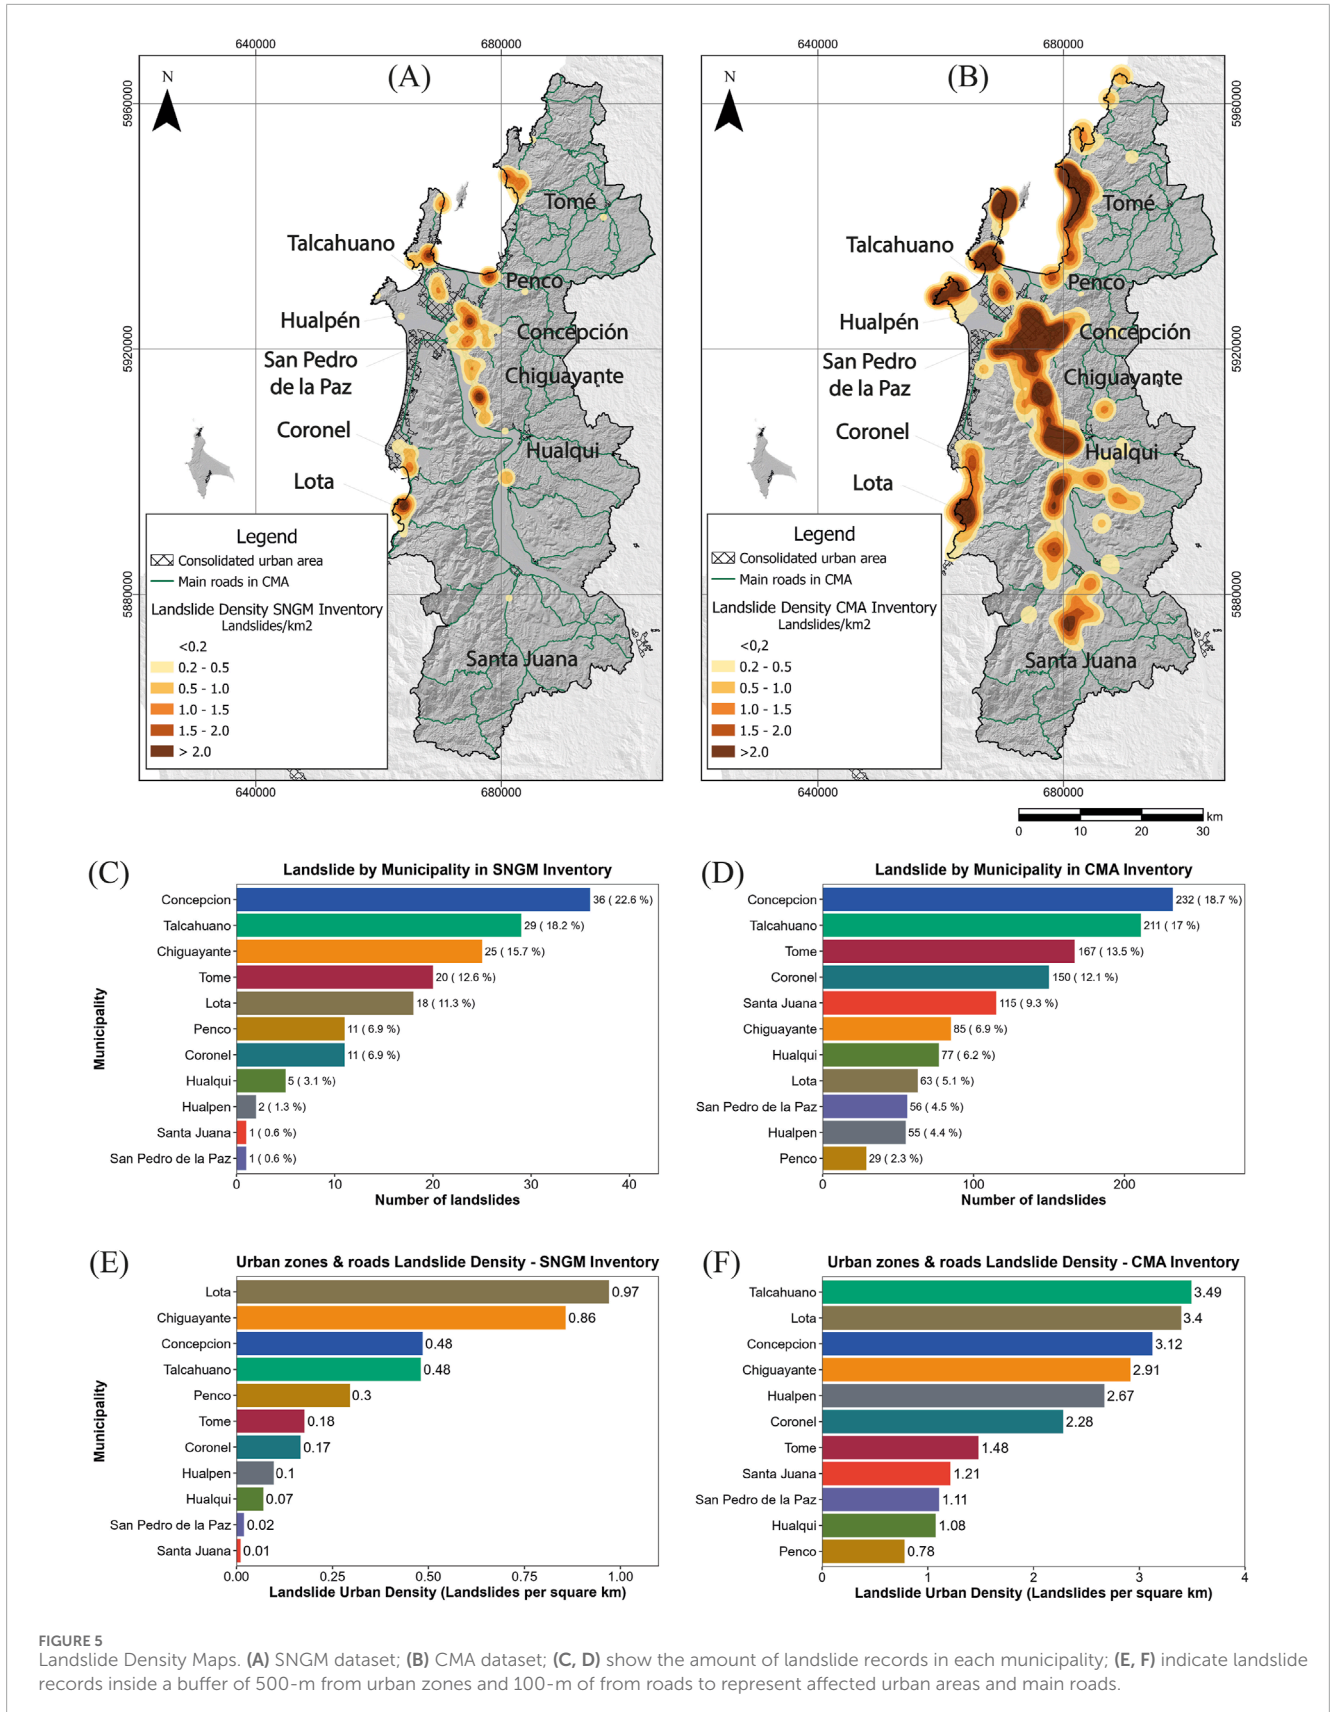 640000
680000
640000
680000
(A)
(B)
N
N
5960000
5960000
Tomé
Tomé
Talcahuano
Talcahuano
Penco
Penco
Hualpén
Hualpén
Concepción
Concepción
5920000
5920000
San Pedro
de la Paz
San Pedro
de la Paz
Chiguayante
Chiguayante
Coronel
Coronel
Hualqui
Hualqui
Lota
Lota
5880000
5880000
Santa Juana
Santa Juana
Legend
Consolidated urban area
Main roads in CMA
Landslide Density SNGM Inventory
Landslides/km2
<0,2
0.2 - 0.5
0.5 - 1.0
1.0 - 1.5
1.5 - 2.0
> 2.0
Legend
Consolidated urban area
Main roads in CMA
Landslide Density CMA Inventory
Landslides/km2
<0,2
0.2 - 0.5
0.5 - 1.0
1.0 - 1.5
1.5 - 2.0
>2.0
640000
680000
640000
680000
km
0 10 20 30
(C)
Landslide by Municipality in SNGM Inventory
Municipality
Concepcion 36 ( 22.6 %)
Talcahuano 29 ( 18.2 %)
Chiguayante 25 ( 15.7 %)
Tome 20 ( 12.6 %)
Lota 18 ( 11.3 %)
Penco 11 ( 6.9 %)
Coronel 11 ( 6.9 %)
Hualqui 5 ( 3.1 %)
Hualpen 2 ( 1.3 %)
Santa Juana 1 ( 0.6 %)
San Pedro de la Paz 1 ( 0.6 %)
0 10 20 30 40
Number of landslides
(D)
Landslide by Municipality in CMA Inventory
Concepcion 232 ( 18.7 %)
Talcahuano 211 ( 17 %)
Tome 167 ( 13.5 %)
Coronel 150 ( 12.1 %)
Santa Juana 115 ( 9.3 %)
Chiguayante 85 ( 6.9 %)
Hualqui 77 ( 6.2 %)
Lota 63 ( 5.1 %)
San Pedro de la Paz 56 ( 4.5 %)
Hualpen 55 ( 4.4 %)
Penco 29 ( 2.3 %)
0 100 200
Number of landslides
(E)
Urban zones & roads Landslide Density - SNGM Inventory
Municipality
Lota 0.97
Chiguayante 0.86
Concepcion 0.48
Talcahuano 0.48
Penco 0.3
Tome 0.18
Coronel 0.17
Hualpen 0.1
Hualqui 0.07
San Pedro de la Paz 0.02
Santa Juana 0.01
0.00 0.25 0.50 0.75 1.00
Landslide Urban Density (Landslides per square km)
(F)
Urban zones & roads Landslide Density - CMA Inventory
Talcahuano 3.49
Lota 3.4
Concepcion 3.12
Chiguayante 2.91
Hualpen 2.67
Coronel 2.28
Tome 1.48
Santa Juana 1.21
San Pedro de la Paz 1.11
Hualqui 1.08
Penco 0.78
0 1 2 3 4
Landslide Urban Density (Landslides per square km)
FIGURE 5
Landslide Density Maps. (A) SNGM dataset; (B) CMA dataset; (C, D) show the amount of landslide records in each municipality; (E, F) indicate landslide
records inside a buffer of 500-m from urban zones and 100-m of from roads to represent affected urban areas and main roads.